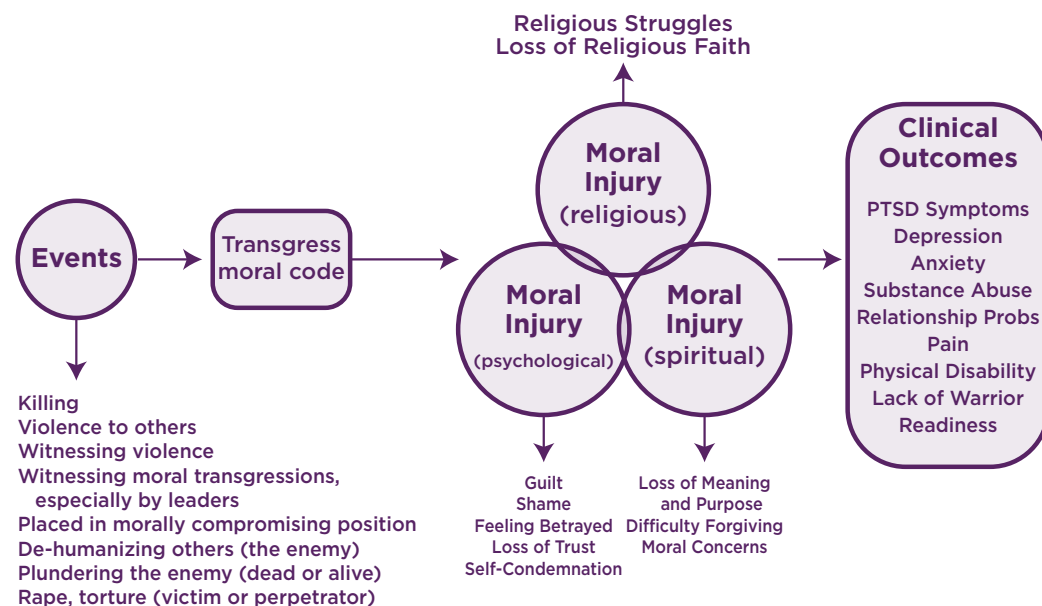 Religious Struggles
Loss of Religious Faith
Moral
Injury
(religious)
Events
Transgress
moral code
Moral
Injury
(psychological)
Moral
Injury
(spiritual)
Clinical
Outcomes
PTSD Symptoms
Depression
Anxiety
Substance Abuse
Relationship Probs
Pain
Physical Disability
Lack of Warrior
Readiness
Killing
Violence to others
Witnessing violence
Witnessing moral transgressions,
especially by leaders
Placed in morally compromising position
De-humanizing others (the enemy)
Plundering the enemy (dead or alive)
Rape, torture (victim or perpetrator)
Guilt
Shame
Feeling Betrayed
Loss of Trust
Self-Condemnation
Loss of Meaning
and Purpose
Difficulty Forgiving
Moral Concerns